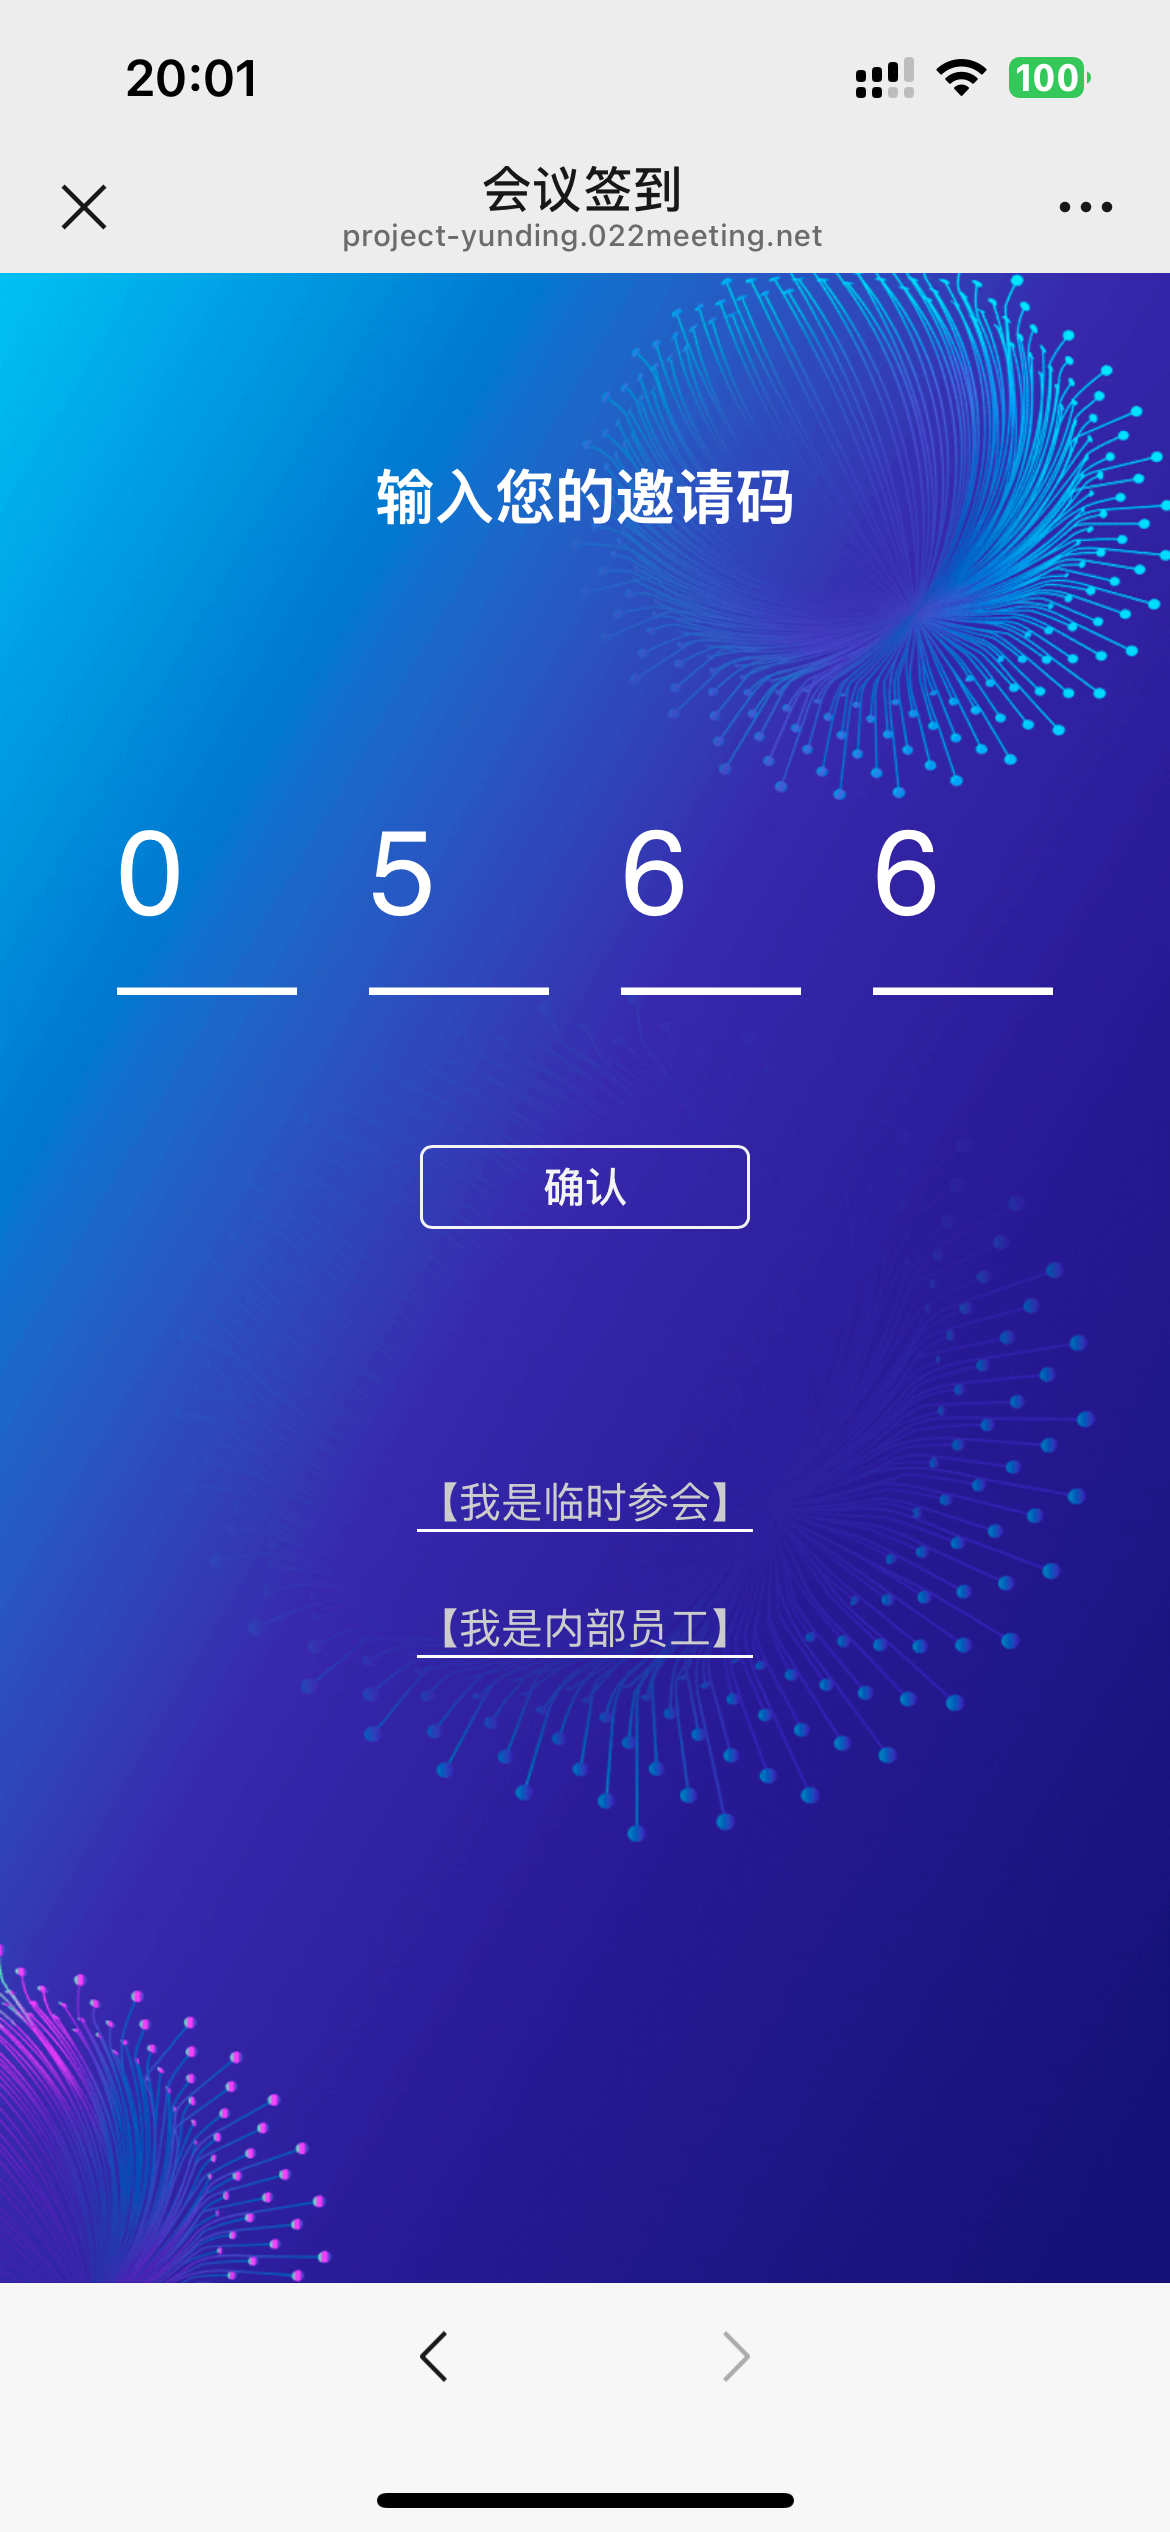 20:01
100
会议签到
project-yunding.022meeting.net
输入您的邀请码
0 5 6 6
确认
【我是临时参会】
【我是内部员工】